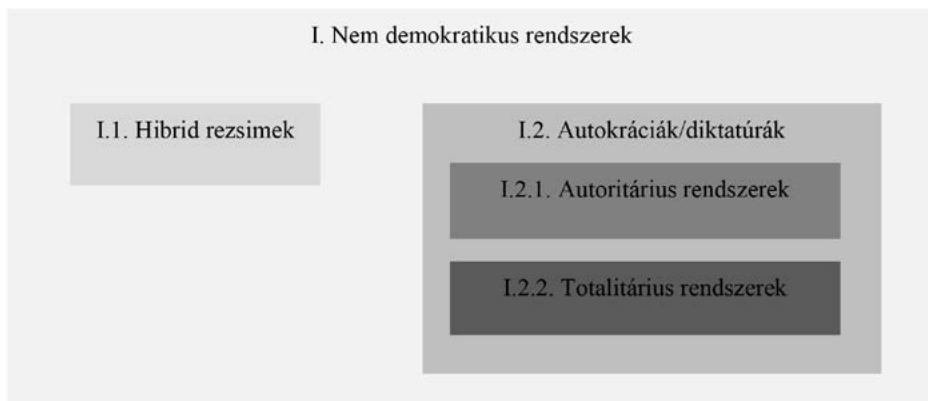 I. Nem demokratikus rendszerek
I.1. Hibrid rezsimek
I.2. Autokráciák/diktatúrák
I.2.1. Autoritárius rendszerek
I.2.2. Totalitárius rendszerek